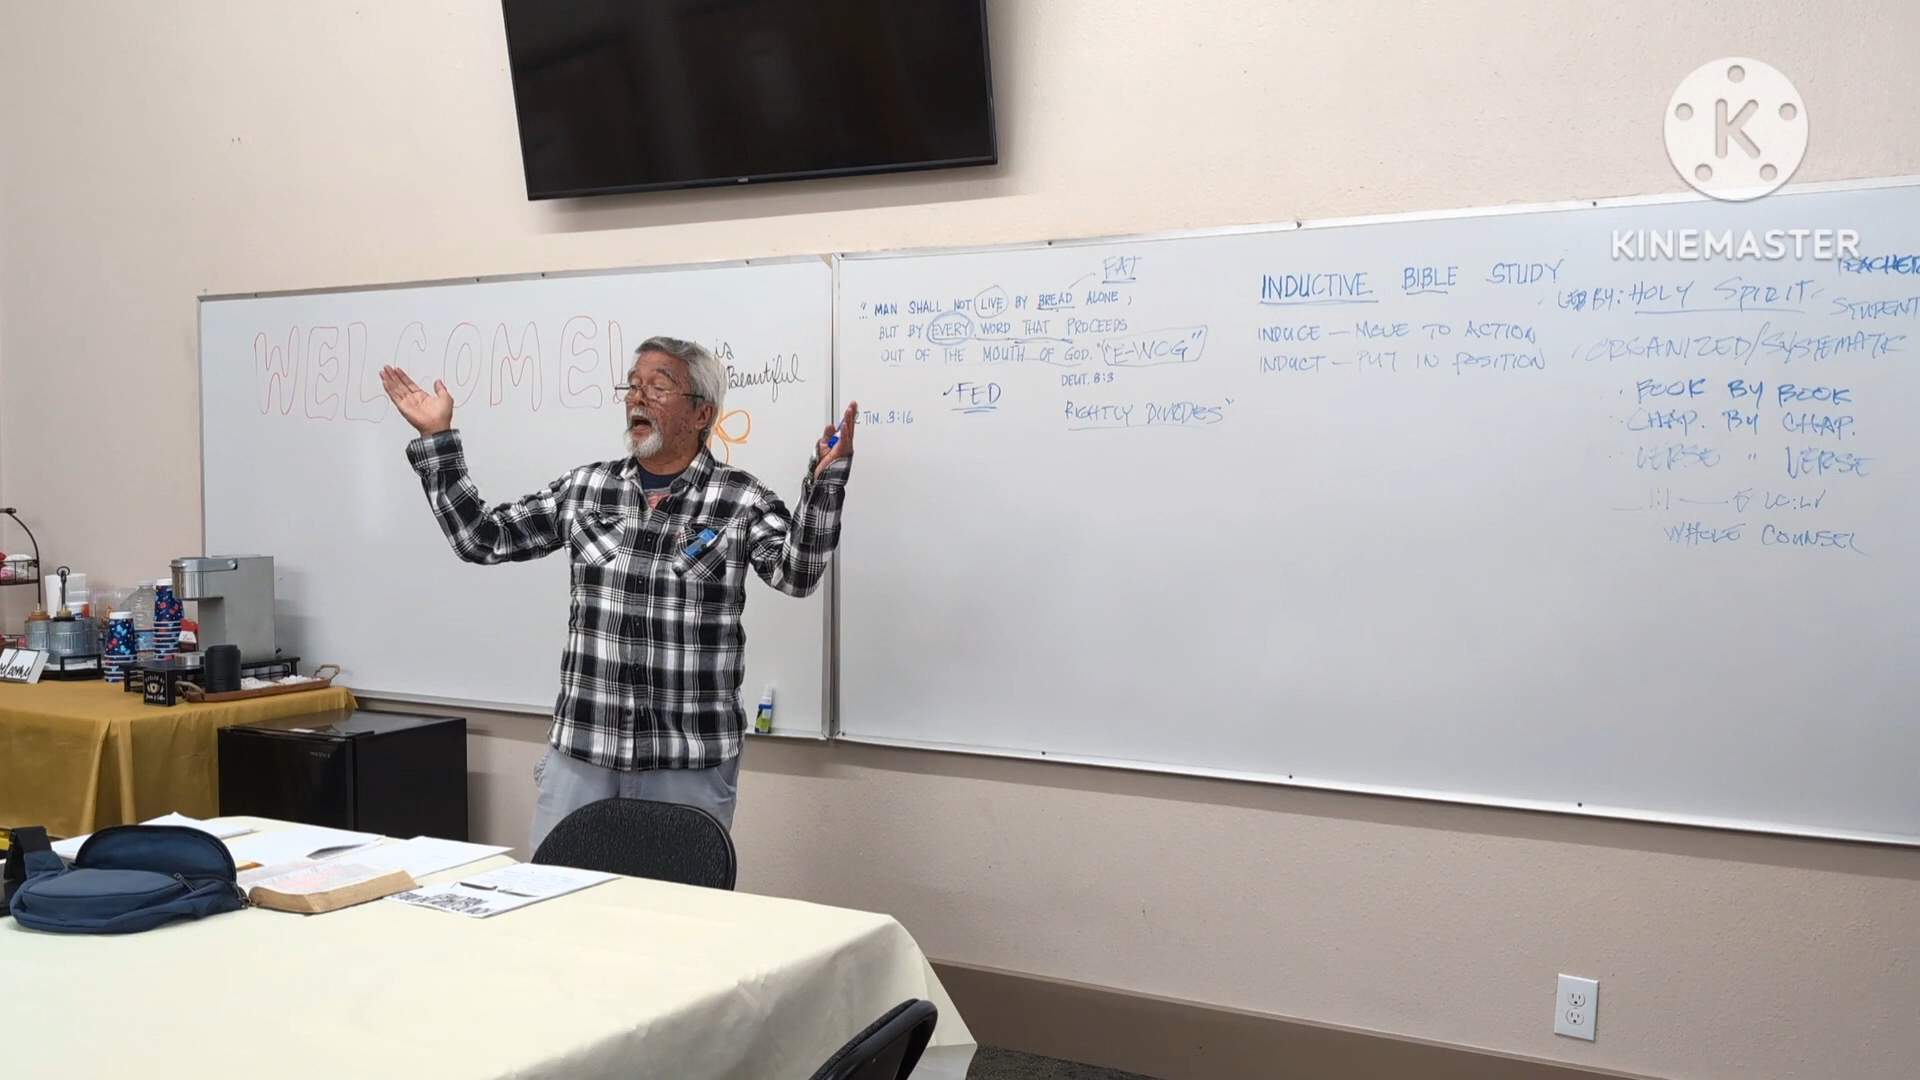 WELCOME!
is
Beautiful
EAT
"... MAN SHALL NOT LIVE BY BREAD ALONE;
BUT BY EVERY WORD THAT PROCEEDS
OUT OF THE MOUTH OF GOD." ("E-WCG")
DEUT. 8:3
FED
RIGHTLY DIVIDES"
TIM. 3:16
INDUCTIVE BIBLE STUDY
INDUCE – MOVE TO ACTION
INDUCT – PUT IN POSITION
TEACHER
BY: HOLY SPIRIT
STUDENT
ORGANIZED/SYSTEMATIC
BOOK BY BOOK
CHAP. BY CHAP.
VERSE " VERSE
WHOLE COUNSEL
KINEMASTER
K
welcome